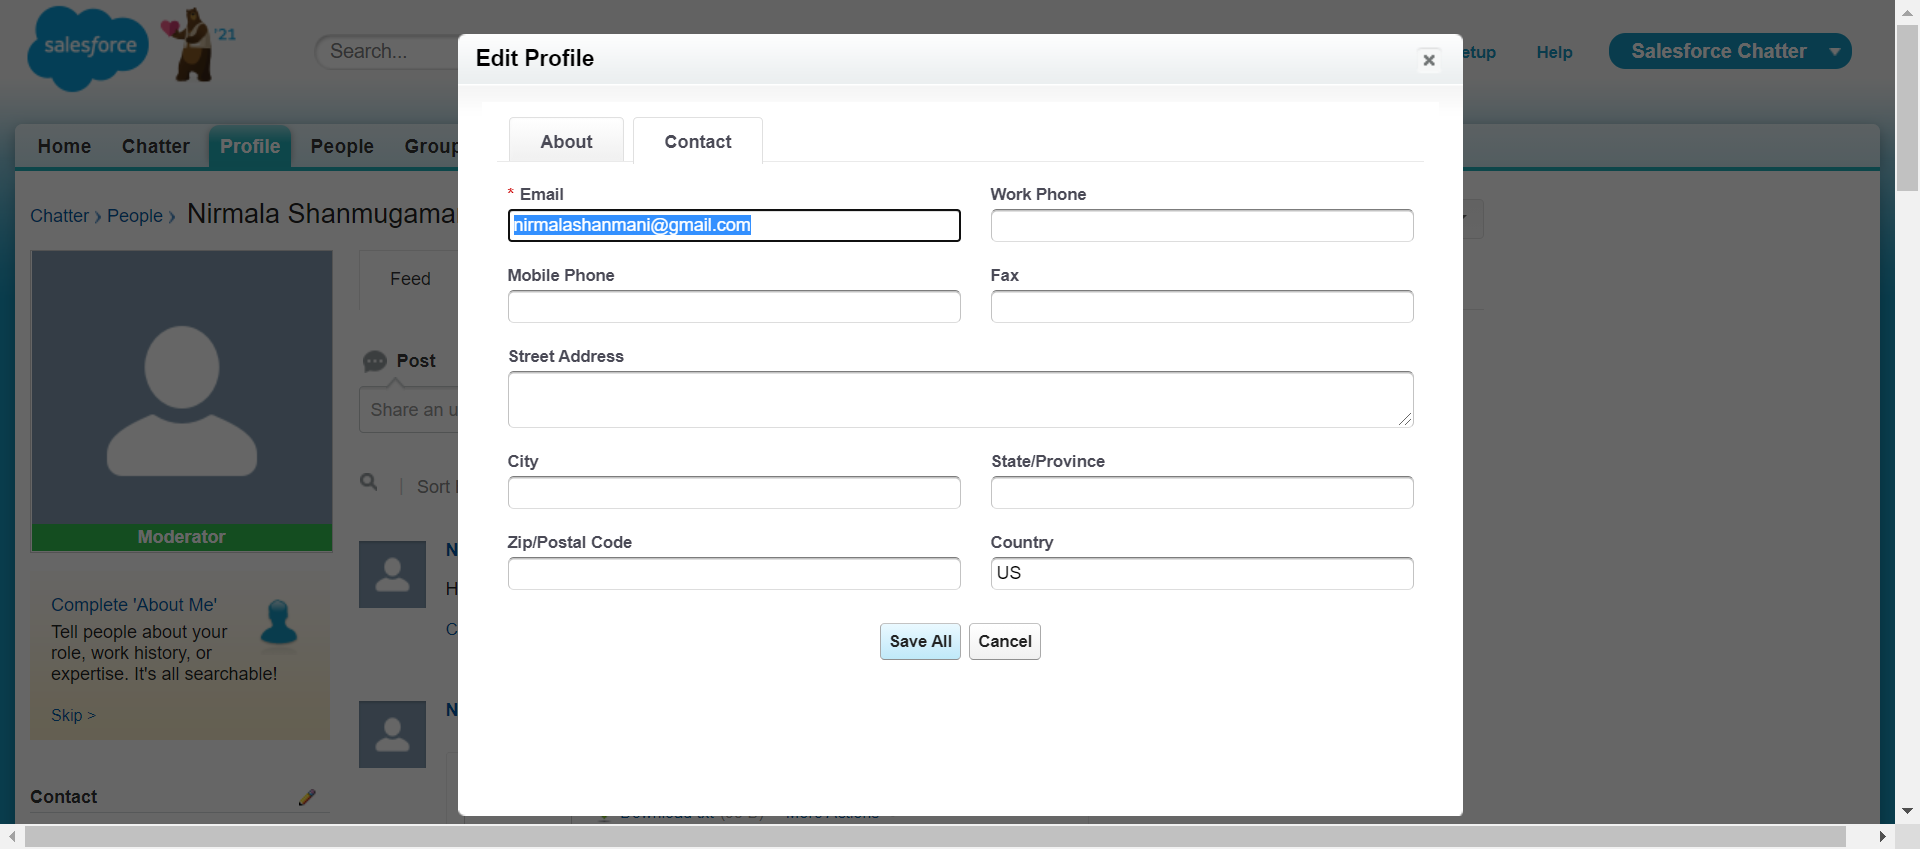 salesforce
'21
Search...
Help
Salesforce Chatter
Home
Chatter
Profile
People
Chatter › People ›
Nirmala
Feed
Post
Share an
Sort
Moderator
Complete 'About Me'
Tell people about your
role, work history, or
expertise. It's all searchable!
Skip >
Contact
Edit Profile
About
Contact
* Email
Work Phone
nirmalashanmani@gmail.com
Mobile Phone
Fax
Street Address
City
State/Province
Zip/Postal Code
Country
US
Save All
Cancel